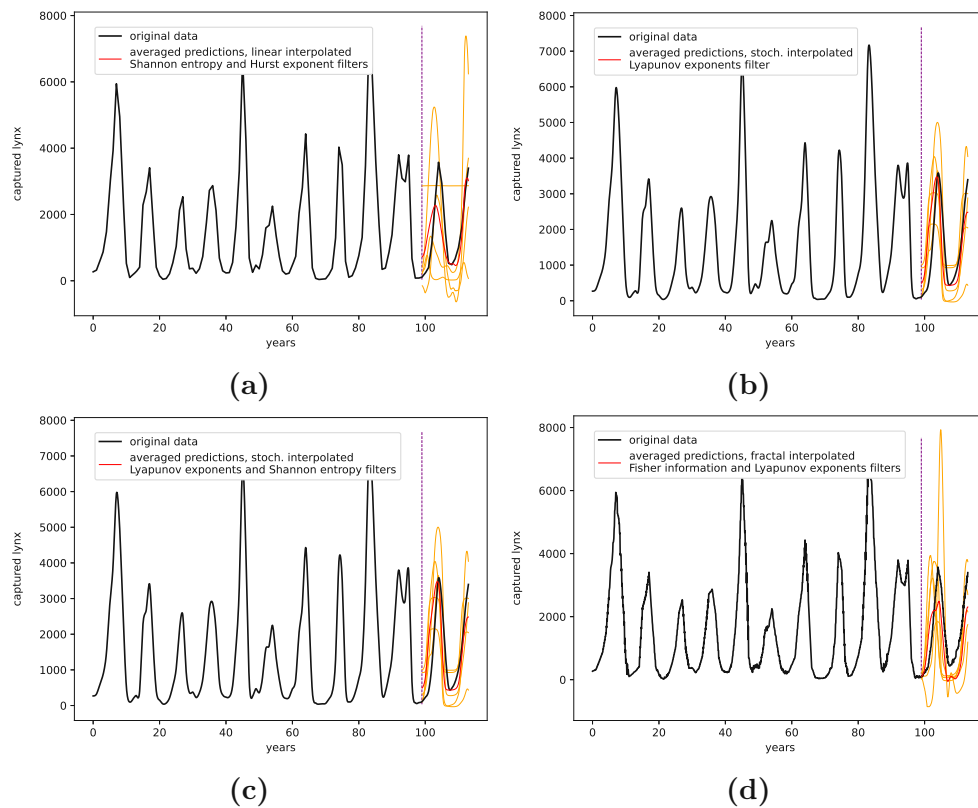 8000
6000
4000
2000
0
captured lynx
original data
averaged predictions, linear interpolated
Shannon entropy and Hurst exponent filters
0 20 40 60 80 100
years
(a)
8000
7000
6000
5000
4000
3000
2000
1000
0
captured lynx
original data
averaged predictions, stoch. interpolated
Lyapunov exponents filter
0 20 40 60 80 100
years
(b)
8000
7000
6000
5000
4000
3000
2000
1000
0
captured lynx
original data
averaged predictions, stoch. interpolated
Lyapunov exponents and Shannon entropy filters
0 20 40 60 80 100
years
(c)
8000
6000
4000
2000
0
captured lynx
original data
averaged predictions, fractal interpolated
Fisher information and Lyapunov exponents filters
0 20 40 60 80 100
years
(d)